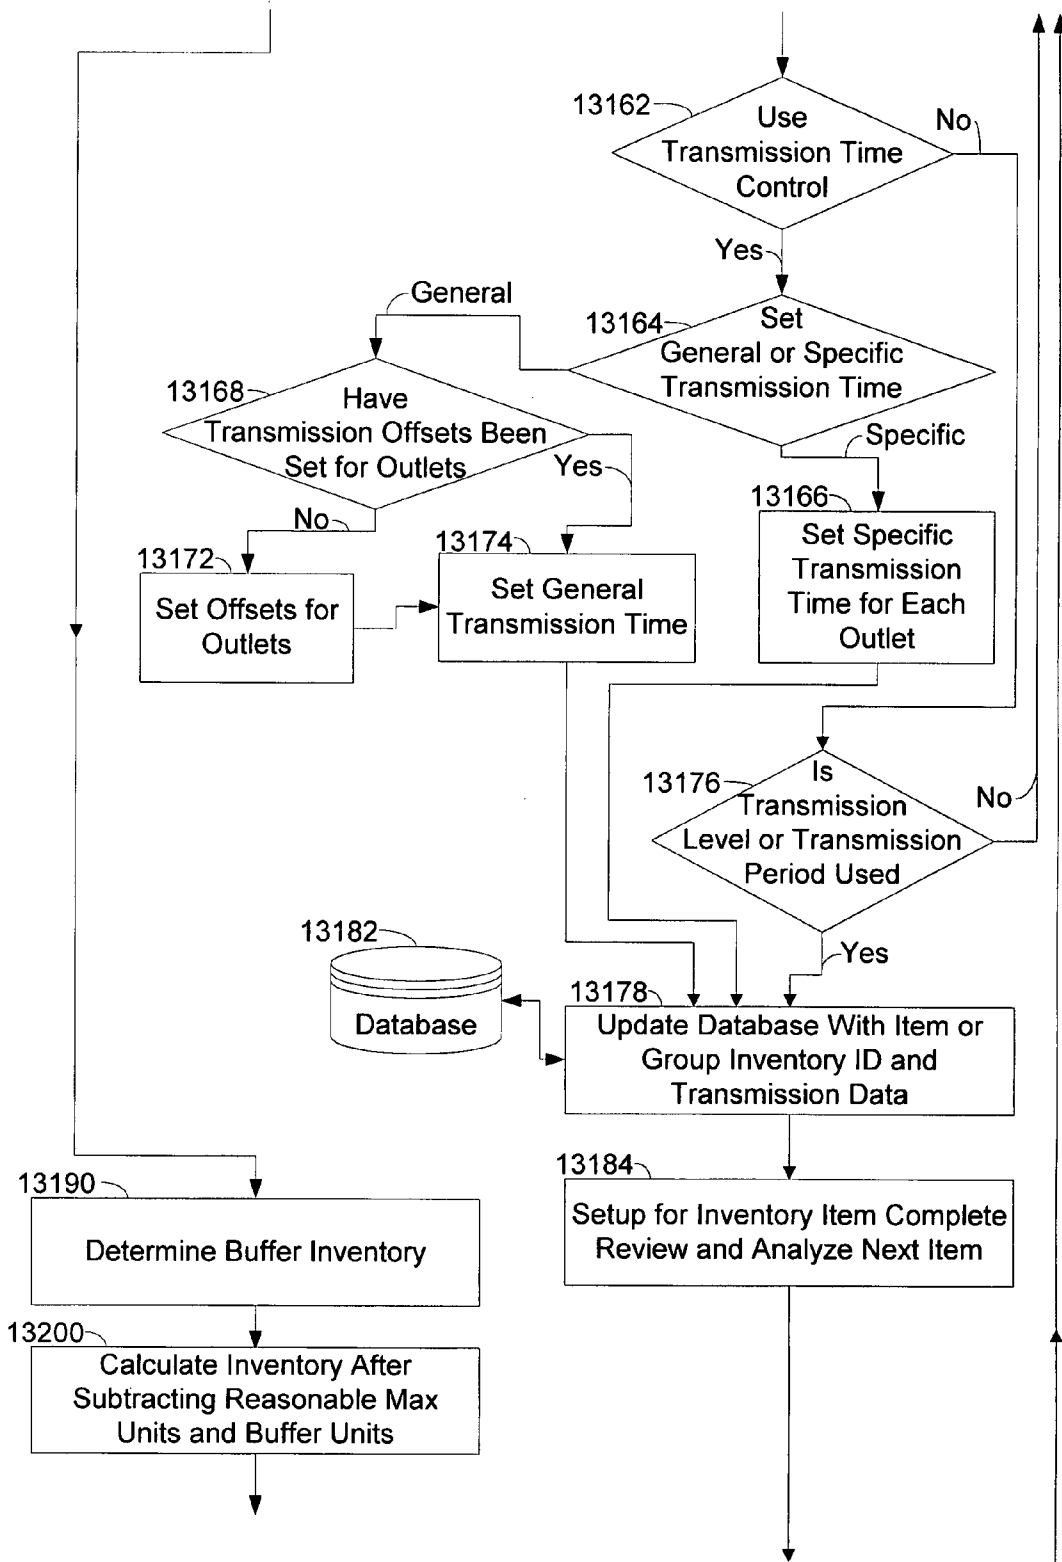 13162
Use
Transmission Time
Control
No
Yes
General
13164
Set
General or Specific
Transmission Time
13168
Have
Transmission Offsets Been
Set for Outlets
Specific
Yes
13166
Set Specific
Transmission
Time for Each
Outlet
No
13172
Set Offsets for
Outlets
13174
Set General
Transmission Time
13176
Is
Transmission
Level or Transmission
Period Used
No
Yes
13182
Database
13178
Update Database With Item or
Group Inventory ID and
Transmission Data
13184
Setup for Inventory Item Complete
Review and Analyze Next Item
13190
Determine Buffer Inventory
13200
Calculate Inventory After
Subtracting Reasonable Max
Units and Buffer Units